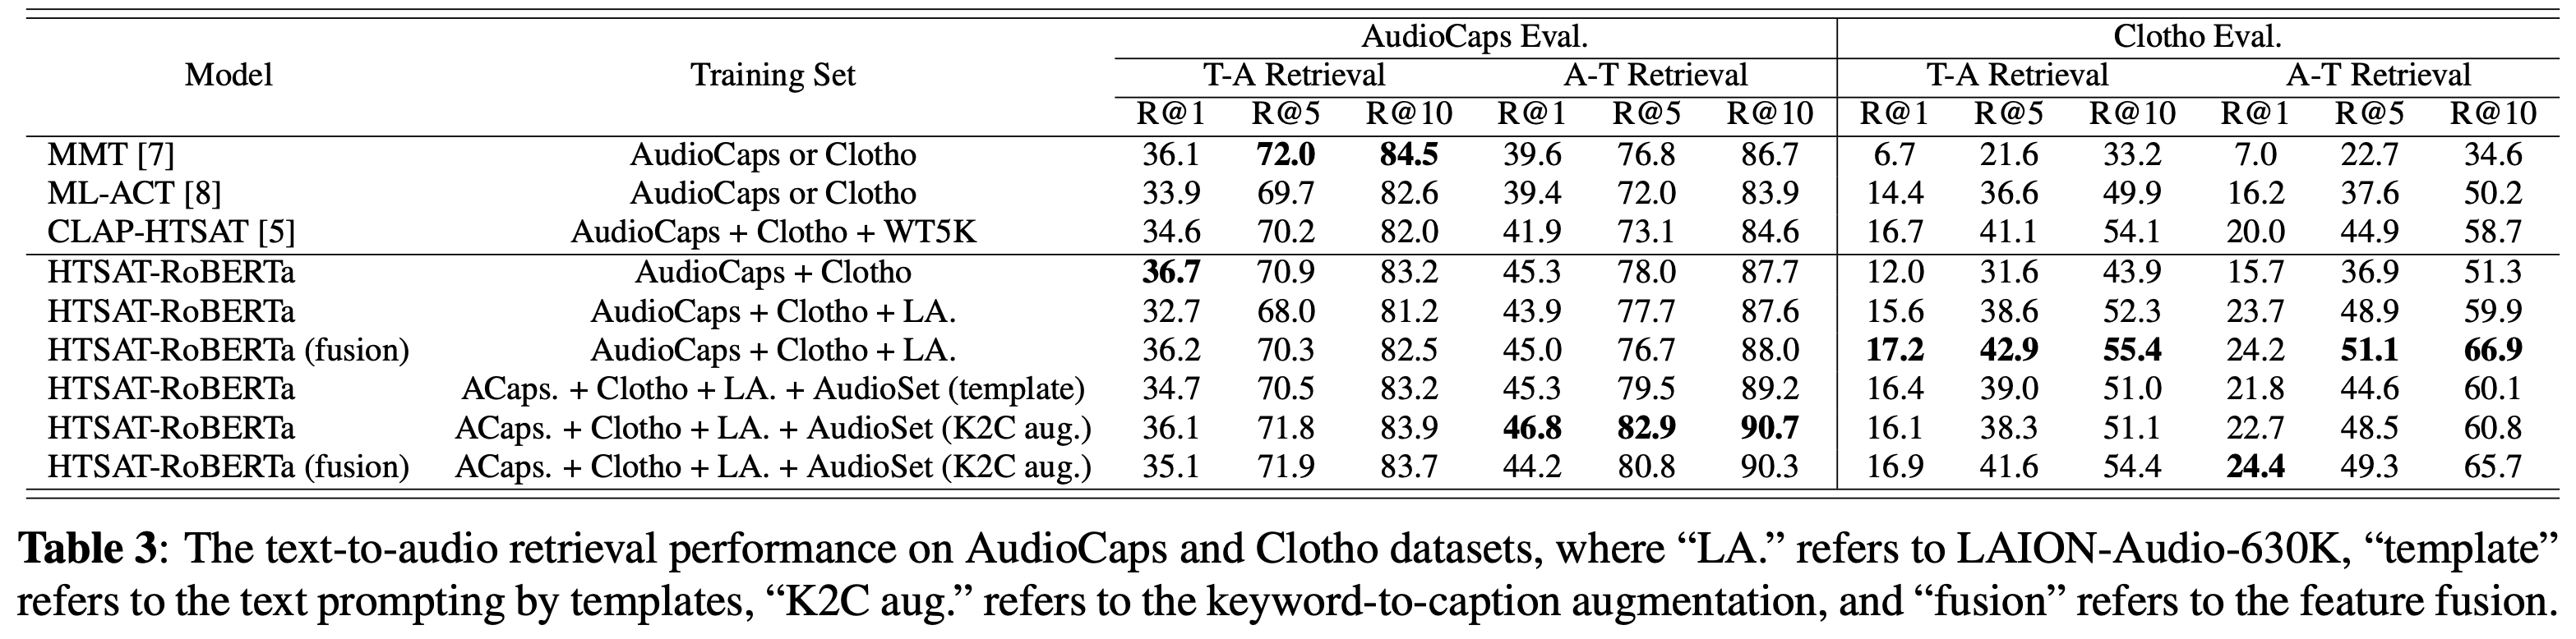 AudioCaps Eval. Clotho Eval.
Model Training Set T-A Retrieval A-T Retrieval T-A Retrieval A-T Retrieval
R@1 R@5 R@10 R@1 R@5 R@10 R@1 R@5 R@10 R@1 R@5 R@10
MMT [7] AudioCaps or Clotho 36.1 72.0 84.5 39.6 76.8 86.7 6.7 21.6 33.2 7.0 22.7 34.6
ML-ACT [8] AudioCaps or Clotho 33.9 69.7 82.6 39.4 72.0 83.9 14.4 36.6 49.9 16.2 37.6 50.2
CLAP-HTSAT [5] AudioCaps + Clotho + WT5K 34.6 70.2 82.0 41.9 73.1 84.6 16.7 41.1 54.1 20.0 44.9 58.7
HTSAT-RoBERTa AudioCaps + Clotho 36.7 70.9 83.2 45.3 78.0 87.7 12.0 31.6 43.9 15.7 36.9 51.3
HTSAT-RoBERTa AudioCaps + Clotho + LA. 32.7 68.0 81.2 43.9 77.7 87.6 15.6 38.6 52.3 23.7 48.9 59.9
HTSAT-RoBERTa (fusion) AudioCaps + Clotho + LA. 36.2 70.3 82.5 45.0 76.7 88.0 17.2 42.9 55.4 24.2 51.1 66.9
HTSAT-RoBERTa ACaps. + Clotho + LA. + AudioSet (template) 34.7 70.5 83.2 45.3 79.5 89.2 16.4 39.0 51.0 21.8 44.6 60.1
HTSAT-RoBERTa ACaps. + Clotho + LA. + AudioSet (K2C aug.) 36.1 71.8 83.9 46.8 82.9 90.7 16.1 38.3 51.1 22.7 48.5 60.8
HTSAT-RoBERTa (fusion) ACaps. + Clotho + LA. + AudioSet (K2C aug.) 35.1 71.9 83.7 44.2 80.8 90.3 16.9 41.6 54.4 24.4 49.3 65.7
Table 3: The text-to-audio retrieval performance on AudioCaps and Clotho datasets, where “LA.” refers to LAION-Audio-630K, “template”
refers to the text prompting by templates, “K2C aug.” refers to the keyword-to-caption augmentation, and “fusion” refers to the feature fusion.